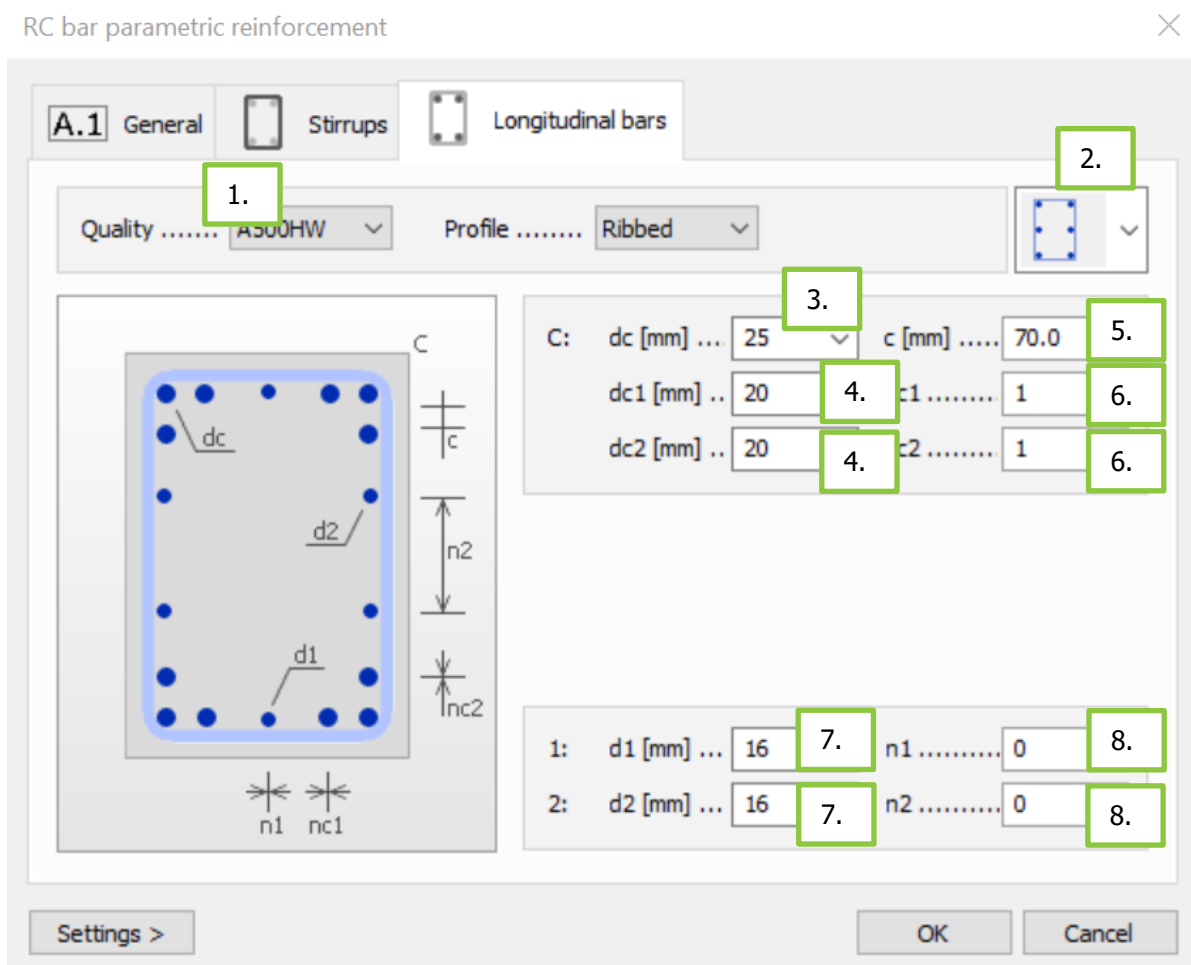 RC bar parametric reinforcement
A.1 General Stirrups Longitudinal bars
1. 2.
Quality ....... A500HW Profile ........ Ribbed
3.
C: dc [mm] .... 25 c [mm] ..... 70.0 5.
dc1 [mm] .. 20 4. c1......... 1 6.
dc2 [mm] .. 20 4. c2........ 1 6.
C
dc
c
d2
n2
d1
nc2
n1 nc1
1: d1 [mm] ... 16 7. n1.......... 0 8.
2: d2 [mm] ... 16 7. n2.......... 0 8.
Settings > OK Cancel